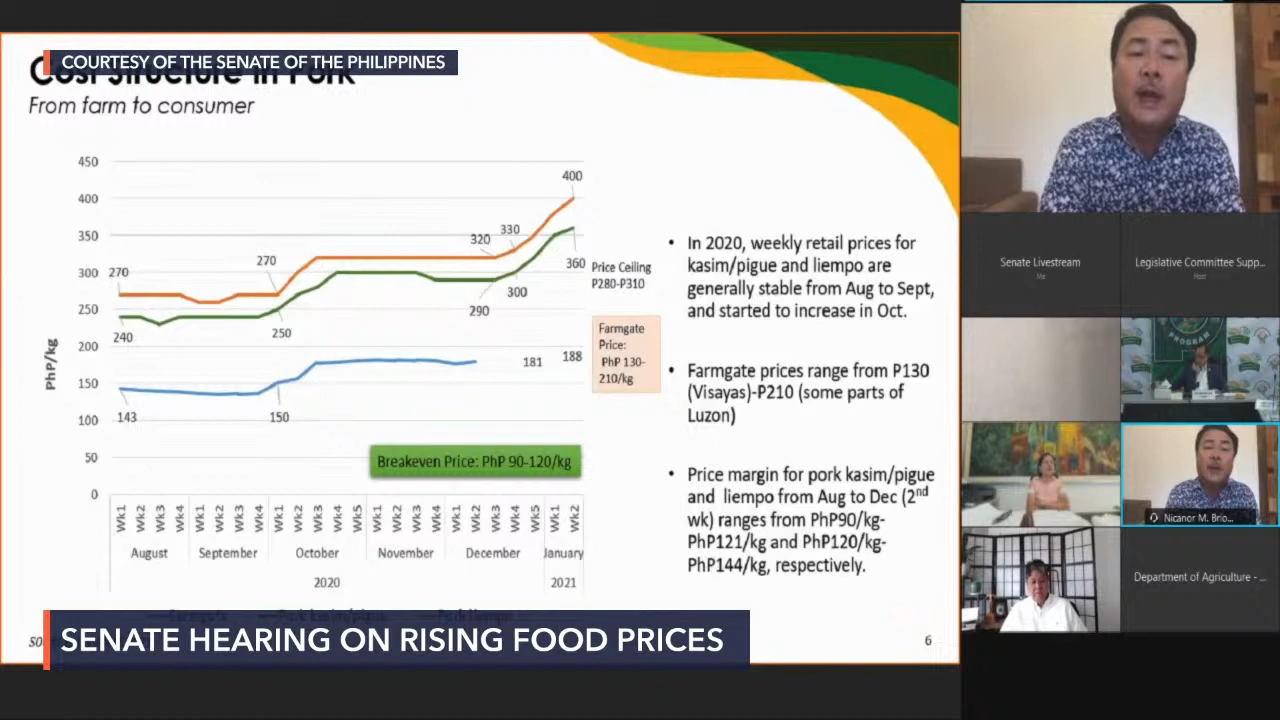 COURTESY OF THE SENATE OF THE PHILIPPINES
Cost Structure in Pork
From farm to consumer
PhP/kg
450
400
350
300
250
200
150
100
50
0
270
270
320
330
400
240
250
290
300
360
143
150
181
188
Price Ceiling
P280-P310
Farmgate
Price:
PhP 130-
210/kg
Breakeven Price: PhP 90-120/kg
Wk1 Wk2 Wk3 Wk4 Wk1 Wk2 Wk3 Wk4 Wk1 Wk2 Wk3 Wk4 Wk5 Wk1 Wk2 Wk3 Wk4 Wk1 Wk2 Wk3 Wk4 Wk5 Wk1 Wk2
August September October November December January
2020 2021
• In 2020, weekly retail prices for
kasim/pigue and liempo are
generally stable from Aug to Sept,
and started to increase in Oct.
• Farmgate prices range from P130
(Visayas)-P210 (some parts of
Luzon)
• Price margin for pork kasim/pigue
and liempo from Aug to Dec (2nd
wk) ranges from PhP90/kg-
PhP121/kg and PhP120/kg-
PhP144/kg, respectively.
6
SENATE HEARING ON RISING FOOD PRICES
Senate Livestream
Me
Legislative Committee Supp...
Host
PROGRAM
Nicanor M. Brio...
Department of Agriculture - ...